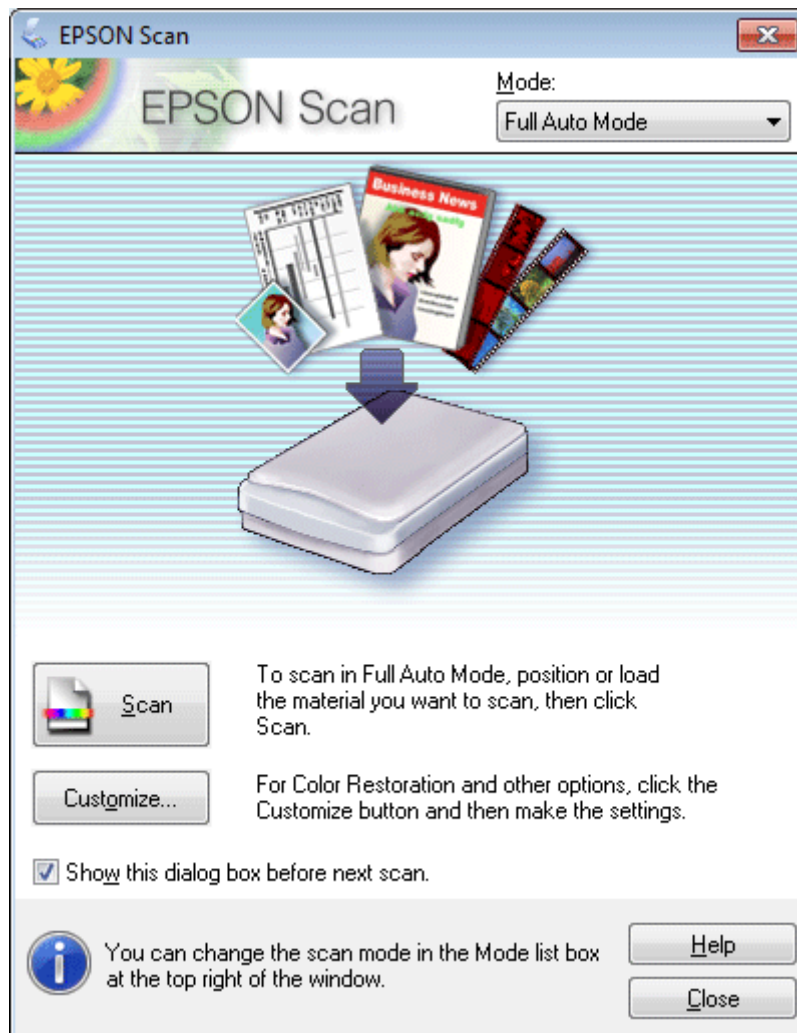 EPSON Scan
EPSON Scan
Mode:
Full Auto Mode
Business News
Scan
To scan in Full Auto Mode, position or load
the material you want to scan, then click
Scan.
Customize...
For Color Restoration and other options, click the
Customize button and then make the settings.
Show this dialog box before next scan.
You can change the scan mode in the Mode list box
at the top right of the window.
Help
Close